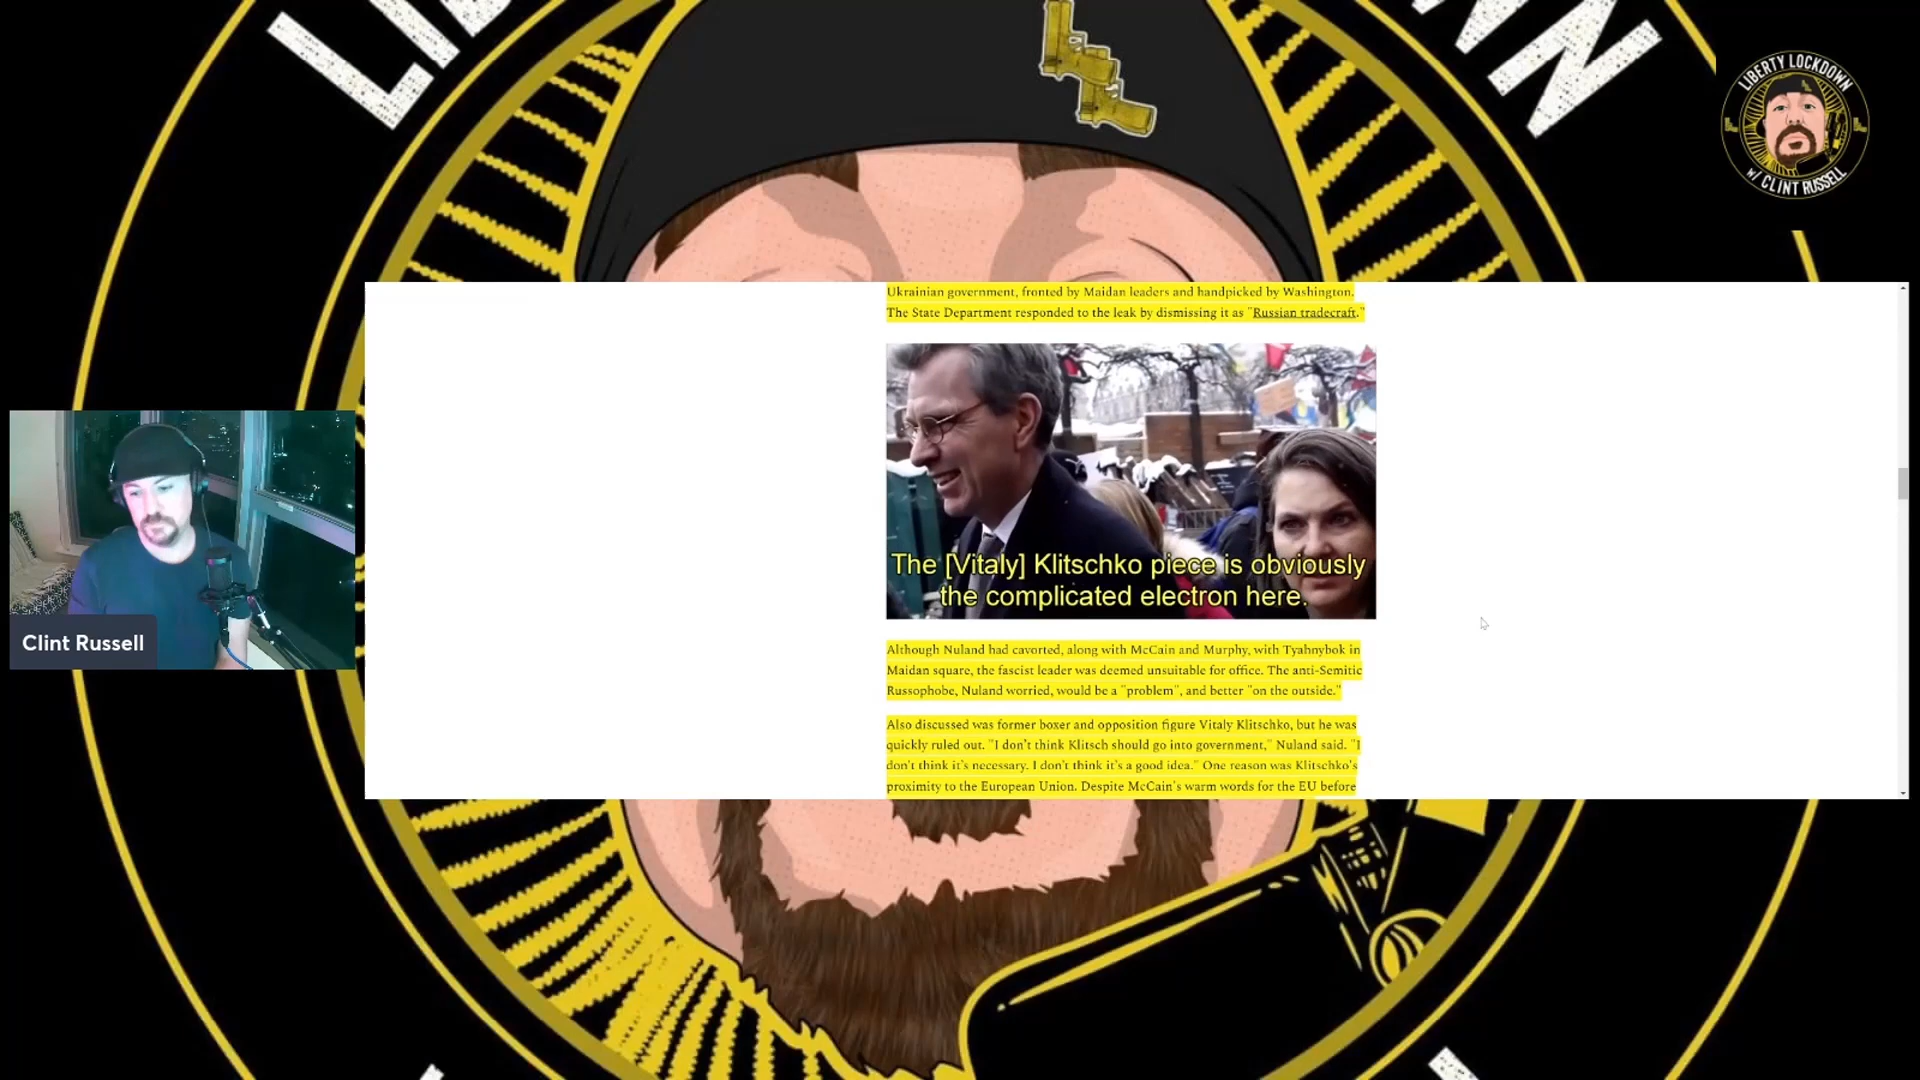 LIBERTY LOCKDOWN
W/ CLINT RUSSELL
Ukrainian government, fronted by Maidan leaders and handpicked by Washington.
The State Department responded to the leak by dismissing it as "Russian tradecraft."
The [Vitaly] Klitschko piece is obviously
the complicated electron here.
Clint Russell
Although Nuland had cavorted, along with McCain and Murphy, with Tyahnybok in
Maidan square, the fascist leader was deemed unsuitable for office. The anti-Semitic
Russophobe, Nuland worried, would be a "problem", and better "on the outside."
Also discussed was former boxer and opposition figure Vitaly Klitschko, but he was
quickly ruled out. "I don't think Klitsch should go into government," Nuland said. "I
don't think it's necessary. I don't think it's a good idea." One reason was Klitschko's
proximity to the European Union. Despite McCain's warm words for the EU before